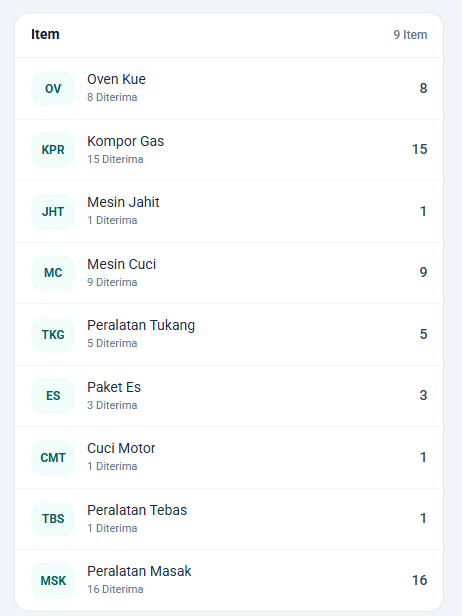 Item 9 Item
OV Oven Kue 8
8 Diterima
KPR Kompor Gas 15
15 Diterima
JHT Mesin Jahit 1
1 Diterima
MC Mesin Cuci 9
9 Diterima
TKG Peralatan Tukang 5
5 Diterima
ES Paket Es 3
3 Diterima
CMT Cuci Motor 1
1 Diterima
TBS Peralatan Tebas 1
1 Diterima
MSK Peralatan Masak 16
16 Diterima